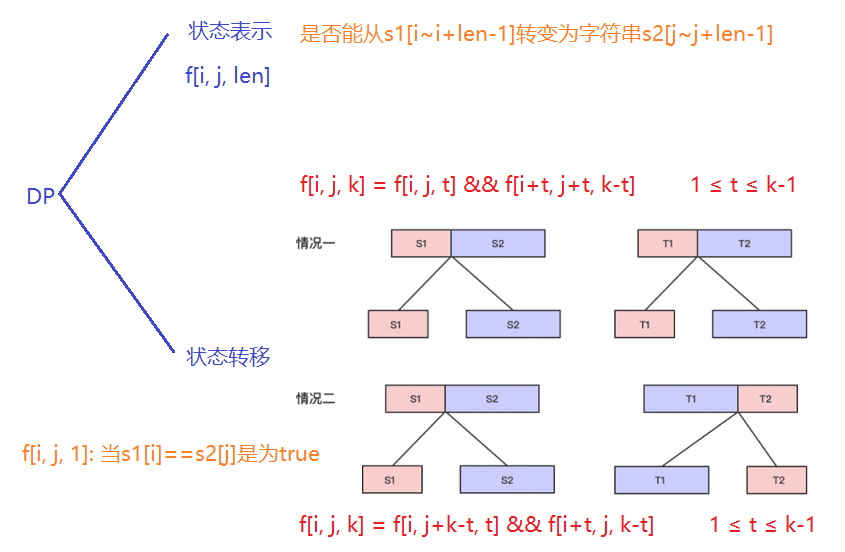 状态表示 是否能从s1[i~i+len-1]转变为字符串s2[j~j+len-1]
f[i, j, len]
DP
f[i, j, k] = f[i, j, t] && f[i+t, j+t, k-t] 1 ≤ t ≤ k-1
情况一 S1 S2 T1 T2
S1 S2 T1 T2
状态转移
情况二 S1 S2 T1 T2
f[i, j, 1]: 当s1[i]==s2[j]是为true
S1 S2 T1 T2
f[i, j, k] = f[i, j+k-t, t] && f[i+t, j, k-t] 1 ≤ t ≤ k-1